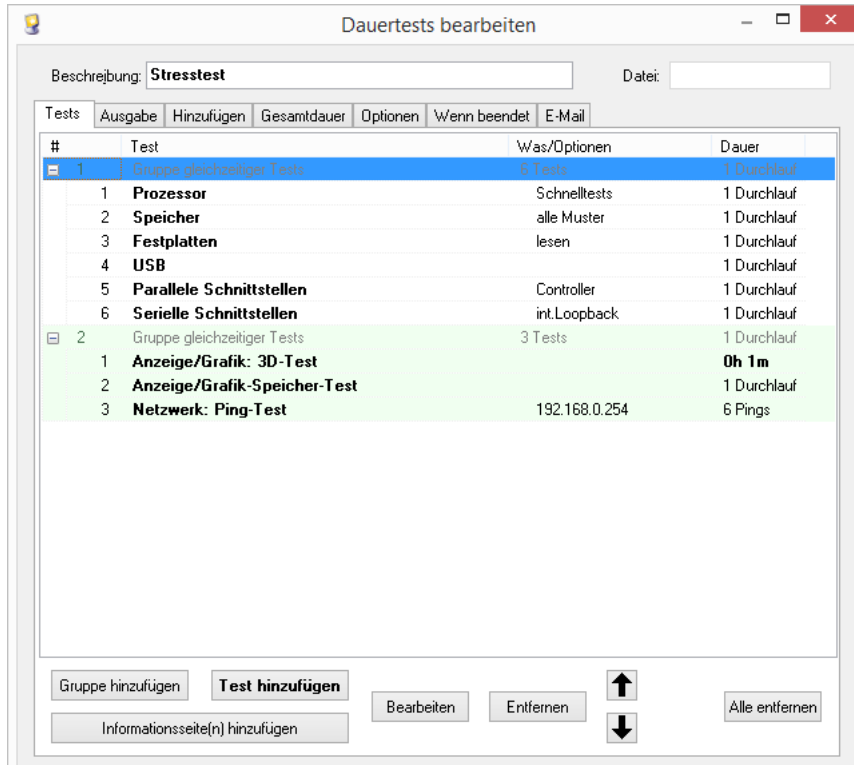 Dauertests bearbeiten
Beschreibung: Stresstest Datei:
Tests Ausgabe Hinzufügen Gesamtdauer Optionen Wenn beendet E-Mail
# Test Was/Optionen Dauer
1 Gruppe gleichzeitiger Tests 6 Tests 1 Durchlauf
1 Prozessor Schnelltests 1 Durchlauf
2 Speicher alle Muster 1 Durchlauf
3 Festplatten lesen 1 Durchlauf
4 USB 1 Durchlauf
5 Parallele Schnittstellen Controller 1 Durchlauf
6 Serielle Schnittstellen int.Loopback 1 Durchlauf
2 Gruppe gleichzeitiger Tests 3 Tests 1 Durchlauf
1 Anzeige/Grafik: 3D-Test 0h 1m
2 Anzeige/Grafik-Speicher-Test 1 Durchlauf
3 Netzwerk: Ping-Test 192.168.0.254 6 Pings
Gruppe hinzufügen Test hinzufügen
Bearbeiten Entfernen Alle entfernen
Informationsseite(n) hinzufügen